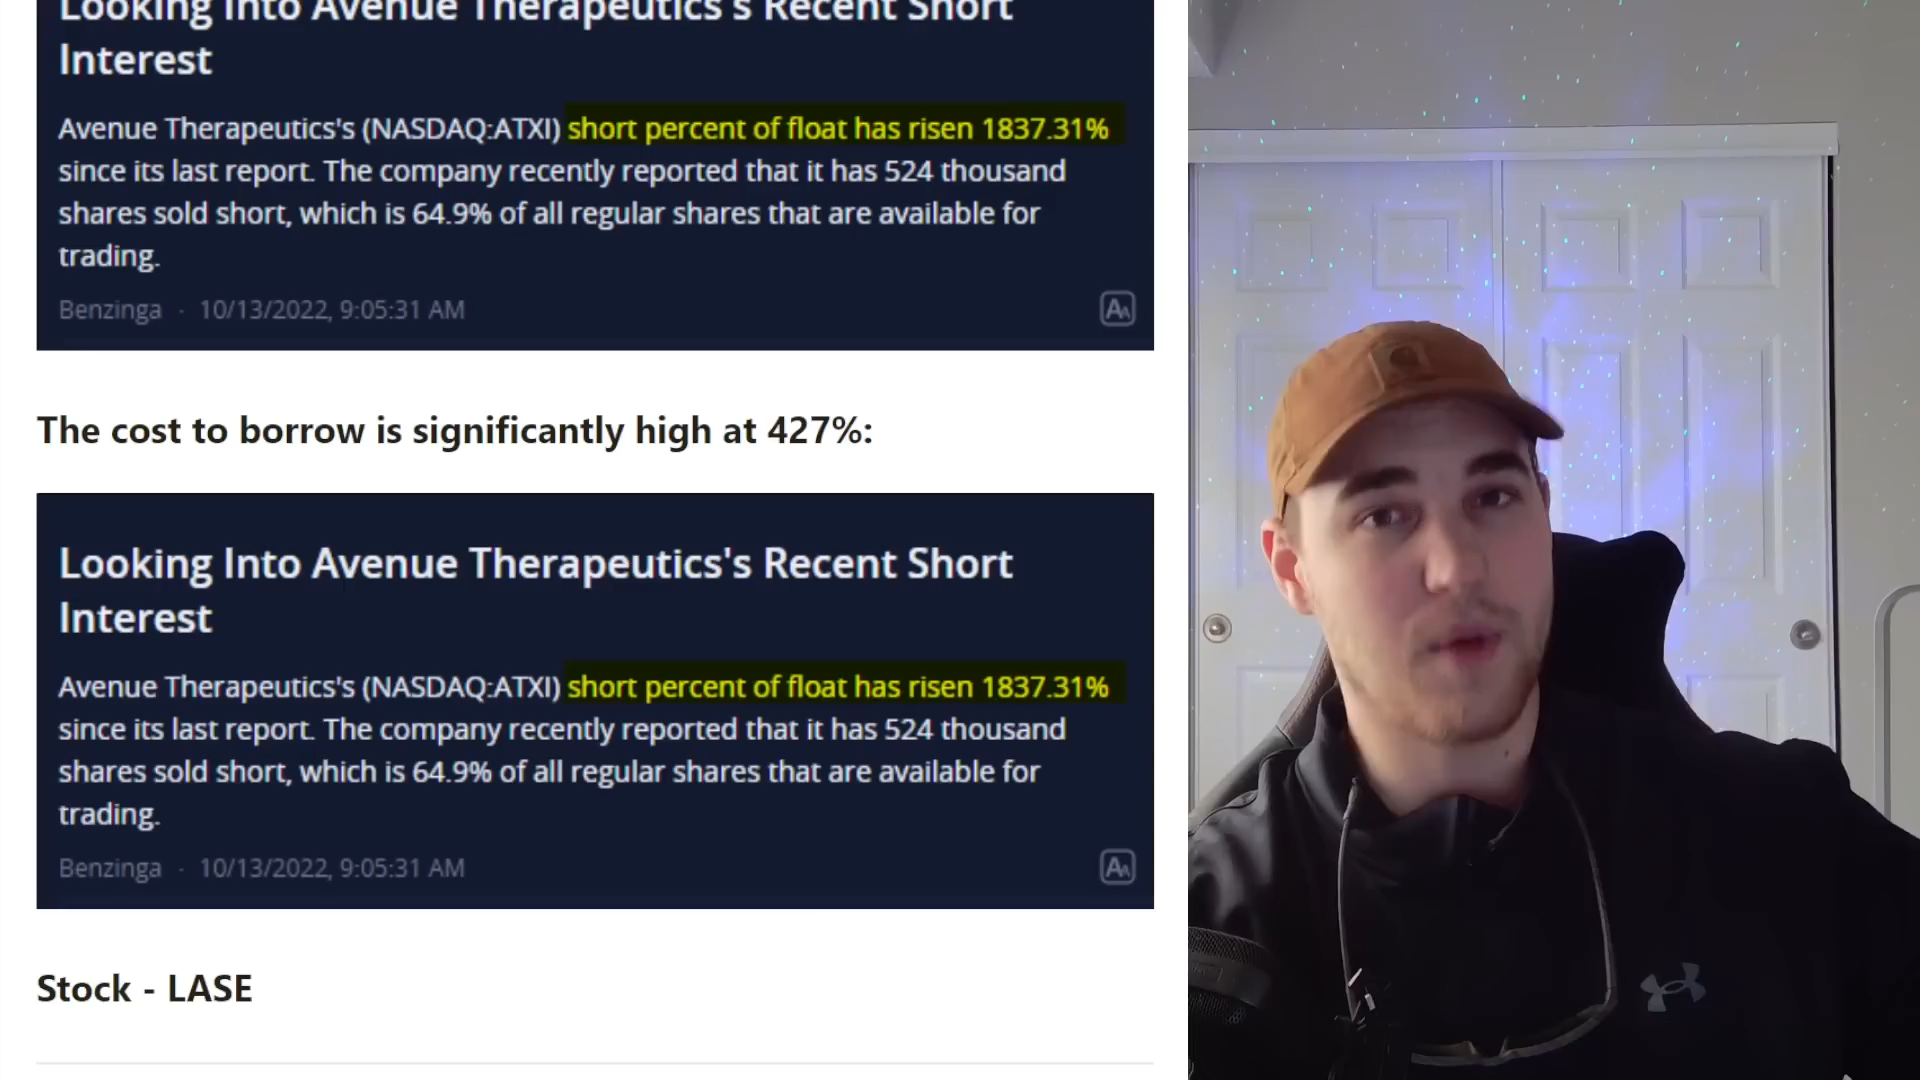 Looking Into Avenue Therapeutics's Recent Short
Interest
Avenue Therapeutics's (NASDAQ:ATXI) short percent of float has risen 1837.31%
since its last report. The company recently reported that it has 524 thousand
shares sold short, which is 64.9% of all regular shares that are available for
trading.
Benzinga · 10/13/2022, 9:05:31 AM
The cost to borrow is significantly high at 427%:
Looking Into Avenue Therapeutics's Recent Short
Interest
Avenue Therapeutics's (NASDAQ:ATXI) short percent of float has risen 1837.31%
since its last report. The company recently reported that it has 524 thousand
shares sold short, which is 64.9% of all regular shares that are available for
trading.
Benzinga · 10/13/2022, 9:05:31 AM
Stock - LASE